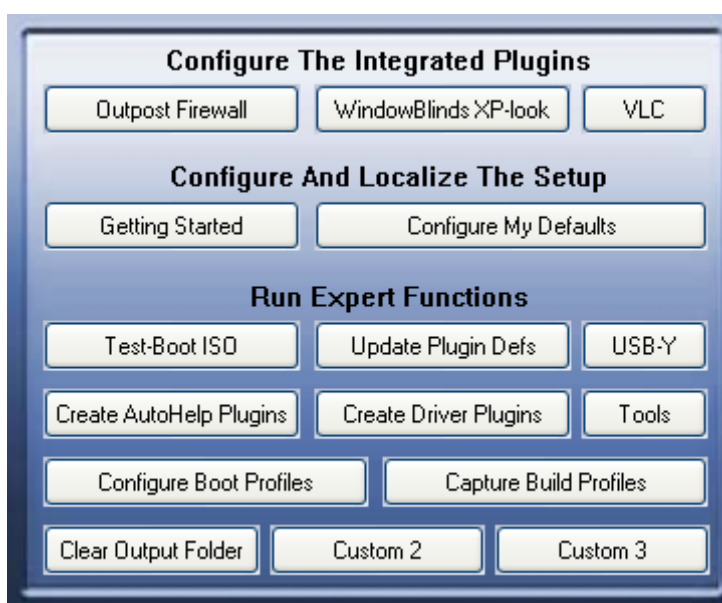 Configure The Integrated Plugins
Outpost Firewall WindowBlinds XP-look VLC
Configure And Localize The Setup
Getting Started Configure My Defaults
Run Expert Functions
Test-Boot ISO Update Plugin Defs USB-Y
Create AutoHelp Plugins Create Driver Plugins Tools
Configure Boot Profiles Capture Build Profiles
Clear Output Folder Custom 2 Custom 3